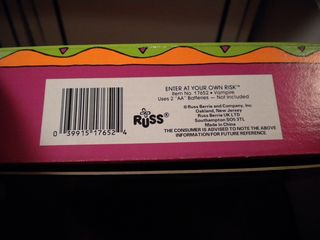 ENTER AT YOUR OWN RISK™
Item No. 17652 • Vampire
Uses 2 "AA" Batteries — Not Included
® Russ Berrie and Company, Inc.
Oakland, New Jersey
Russ Berrie UK LTD
Southampton SO5 3TL
Made in China
THE CONSUMER IS ADVISED TO NOTE THE ABOVE
INFORMATION FOR FUTURE REFERENCE
RUSS®
0 39915 17652 4